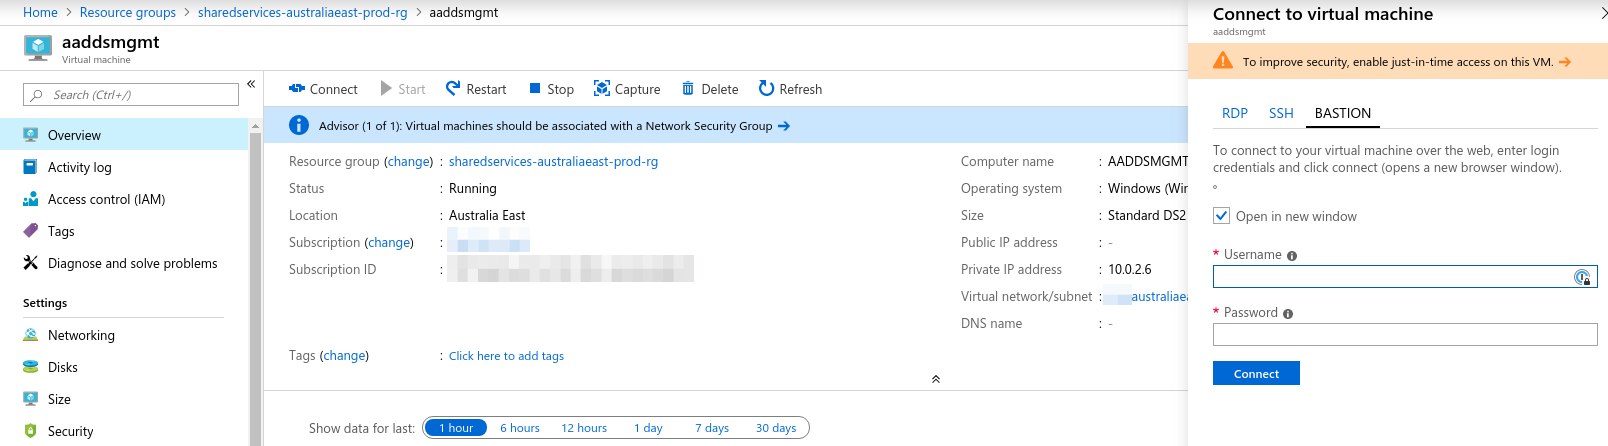 Home > Resource groups > sharedservices-australiaeast-prod-rg > aaddsmgmt
aaddsmgmt
Virtual machine
Search (Ctrl+/)
«
Overview
Activity log
Access control (IAM)
Tags
Diagnose and solve problems
Settings
Networking
Disks
Size
Security
Connect Start Restart Stop Capture Delete Refresh
Advisor (1 of 1): Virtual machines should be associated with a Network Security Group →
Resource group (change) : sharedservices-australiaeast-prod-rg
Status : Running
Location : Australia East
Subscription (change) :
Subscription ID :
Computer name : AADDSMGMT
Operating system : Windows (Win
Size : Standard DS2
Public IP address : -
Private IP address : 10.0.2.6
Virtual network/subnet : australiaea
DNS name : -
Tags (change) : Click here to add tags
Show data for last: 1 hour 6 hours 12 hours 1 day 7 days 30 days
Connect to virtual machine
aaddsmgmt
To improve security, enable just-in-time access on this VM. →
RDP SSH BASTION
To connect to your virtual machine over the web, enter login
credentials and click connect (opens a new browser window).
Open in new window
* Username
* Password
Connect